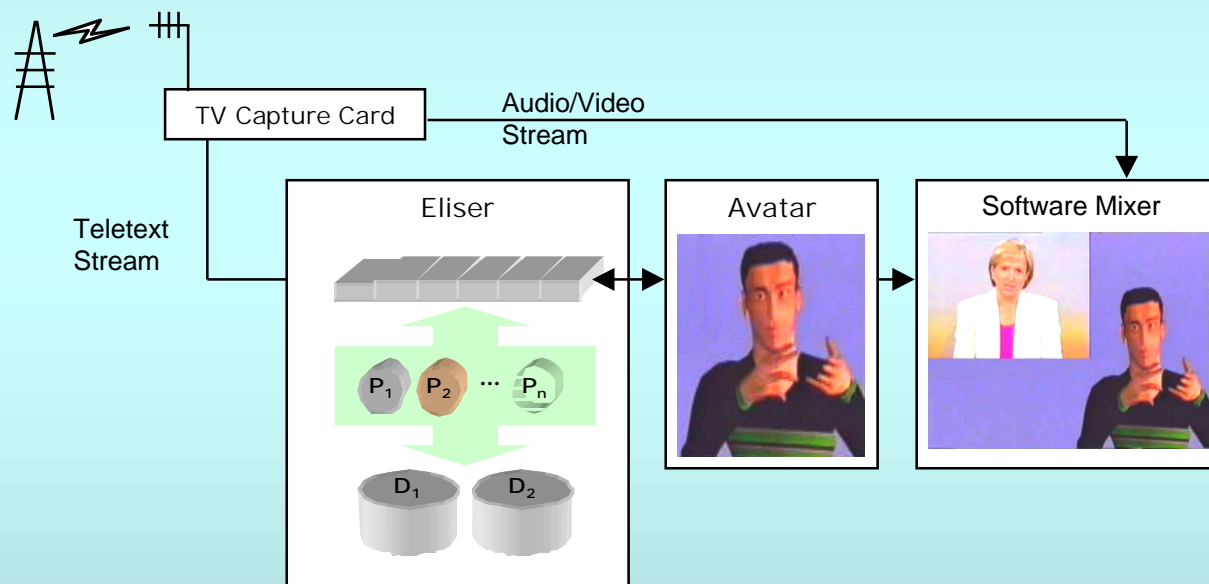 TV Capture Card
Audio/Video
Stream
Teletext
Stream
Eliser
P1 P2 ... Pn
D1 D2
Avatar
Software Mixer